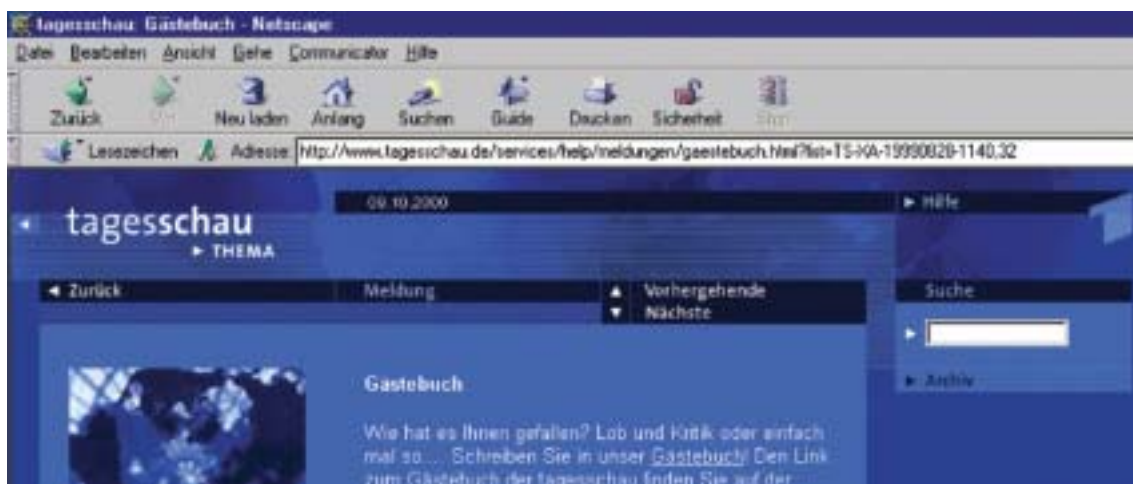 tagesschau: Gästebuch - Netscape
Datei Bearbeiten Ansicht Gehe Communicator Hilfe
Zurück Neu laden Anfang Suchen Guide Drucken Sicherheit Stop
Lesezeichen Adresse http://www.tagesschau.de/services/help/meldungen/gaestebuch.html?list=TS-XA-19990828-1140,32
09.10.2000 Hilfe
tagesschau
THEMA
Zurück Meldung Vorhergehende Suche
Nächste
Archiv
Gästebuch
Wie hat es Ihnen gefallen? Lob und Kritik oder einfach
mal so.... Schreiben Sie in unser Gästebuch! Den Link
zum Gästebuch der tagesschau finden Sie auf der